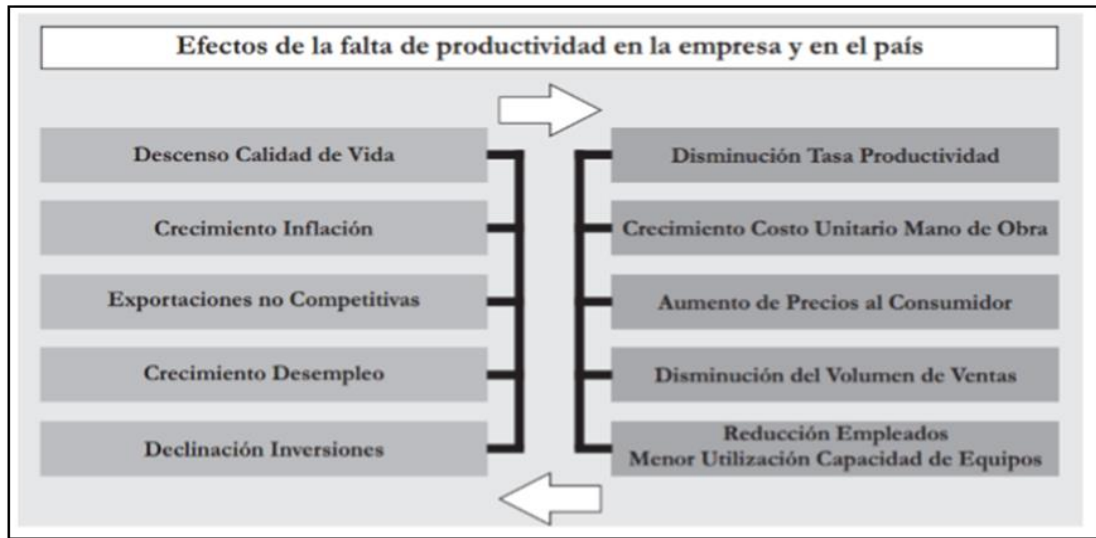 Efectos de la falta de productividad en la empresa y en el país
Descenso Calidad de Vida
Crecimiento Inflación
Exportaciones no Competitivas
Crecimiento Desempleo
Declinación Inversiones
Disminución Tasa Productividad
Crecimiento Costo Unitario Mano de Obra
Aumento de Precios al Consumidor
Disminución del Volumen de Ventas
Reducción Empleados
Menor Utilización Capacidad de Equipos